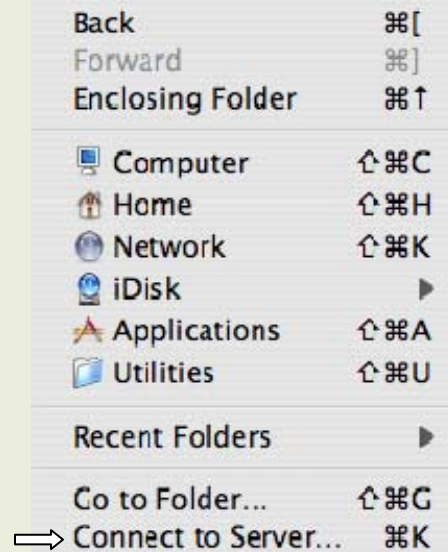 Back ⌘[
Forward ⌘]
Enclosing Folder ⌘↑
Computer ⇧⌘C
Home ⇧⌘H
Network ⇧⌘K
iDisk
Applications ⇧⌘A
Utilities ⇧⌘U
Recent Folders
Go to Folder... ⇧⌘G
Connect to Server... ⌘K